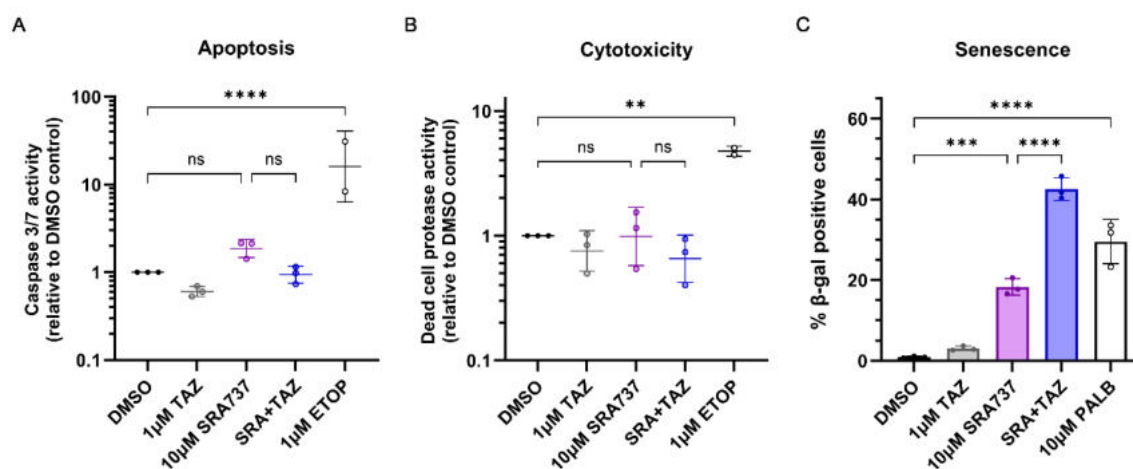 A
Apoptosis
Caspase 3/7 activity
(relative to DMSO control)
100
10
1
0.1
****
ns
ns
DMSO
1µM TAZ
10µM SRA737
SRA+TAZ
1µM ETOP
B
Cytotoxicity
Dead cell protease activity
(relative to DMSO control)
10
1
0.1
**
ns
ns
DMSO
1µM TAZ
10µM SRA737
SRA+TAZ
1µM ETOP
C
Senescence
% β-gal positive cells
60
40
20
0
****
***
****
DMSO
1µM TAZ
10µM SRA737
SRA+TAZ
10µM PALB